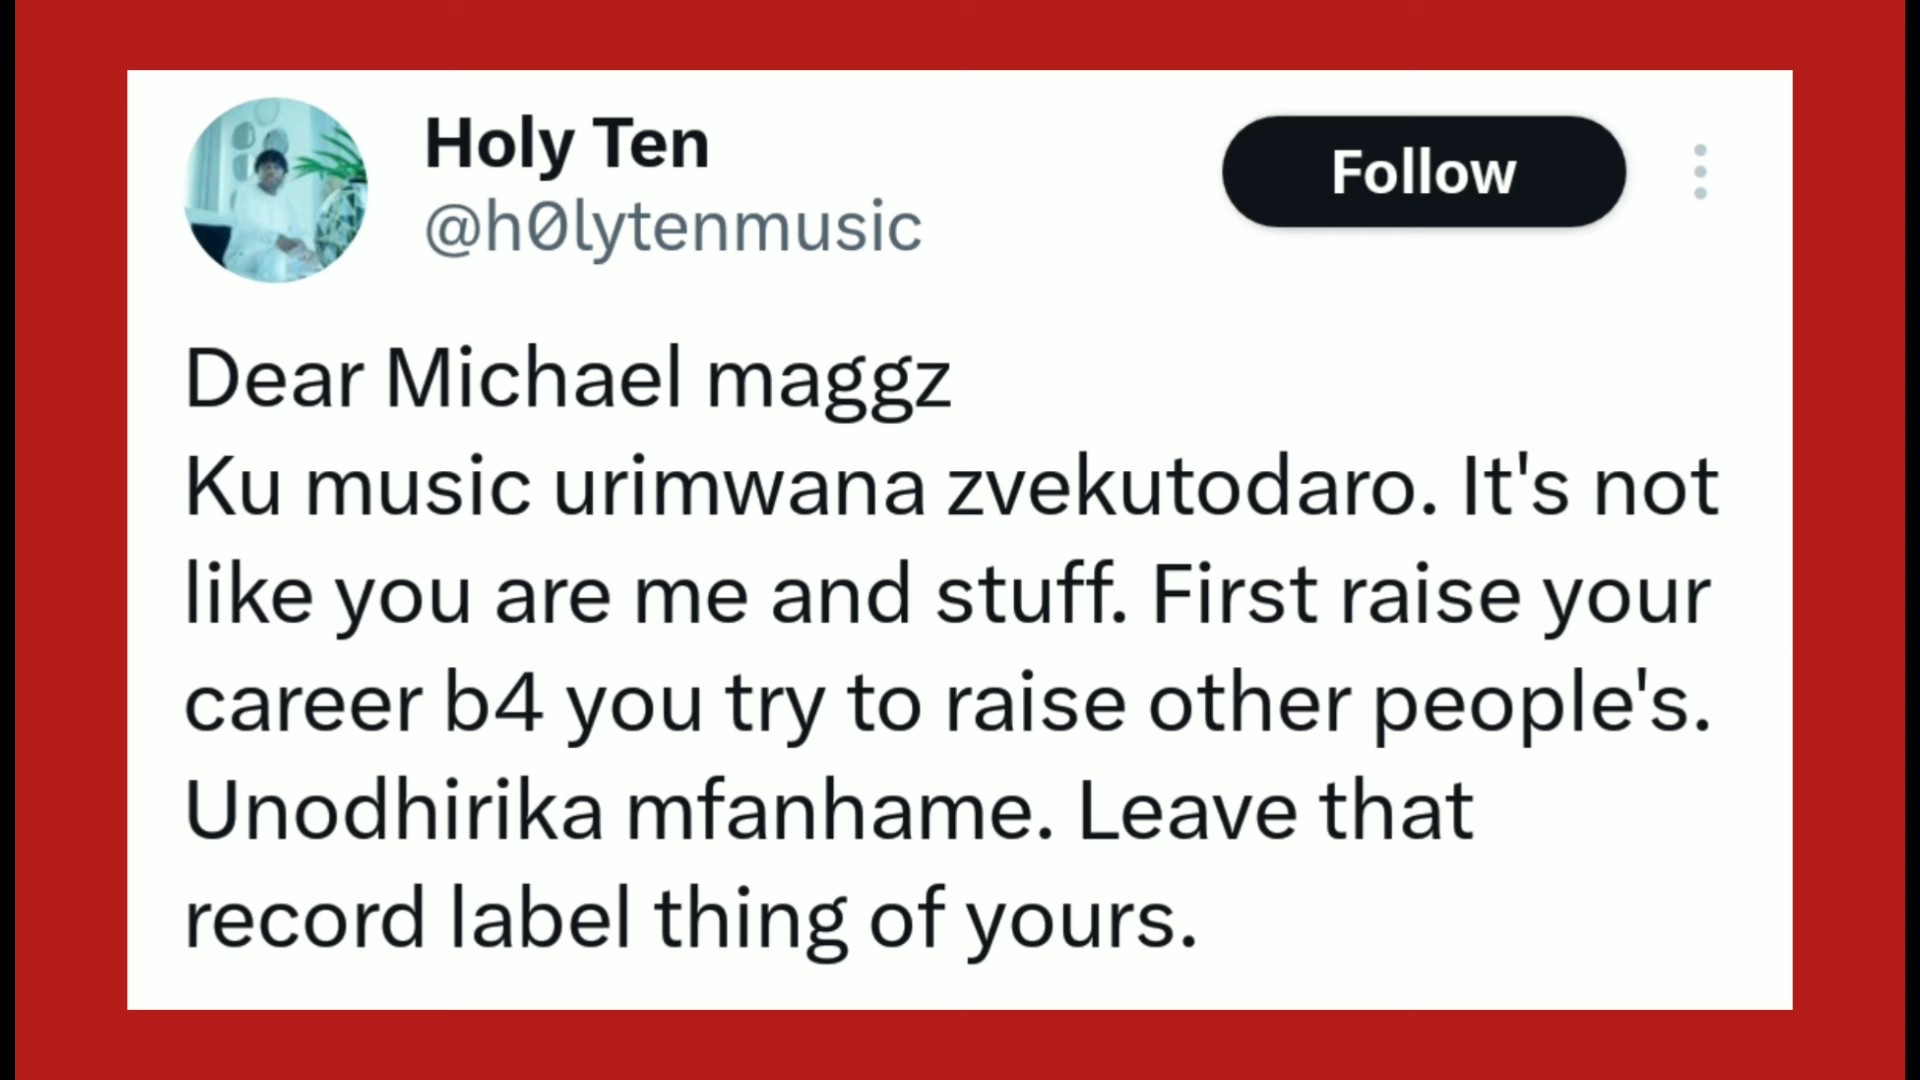 Holy Ten
Follow
@h0lytenmusic
Dear Michael maggz
Ku music urimwana zvekutodaro. It's not
like you are me and stuff. First raise your
career b4 you try to raise other people's.
Unodhirika mfanhame. Leave that
record label thing of yours.